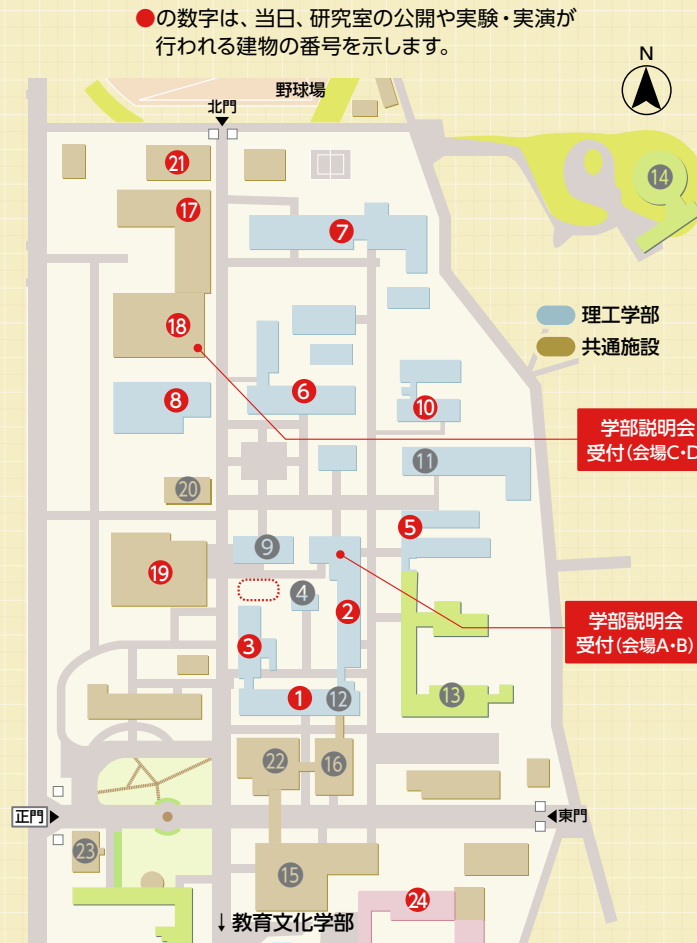 ●の数字は、当日、研究室の公開や実験・実演が
行われる建物の番号を示します。
N
野球場
北門
21
14
17
7
理工学部
18
共通施設
8
6
10
学部説明会
受付(会場C・D
11
20
5
9
19
4
2
学部説明会
受付(会場A・B)
3
1
12
13
22
16
正門
東門
23
15
24
↓教育文化学部